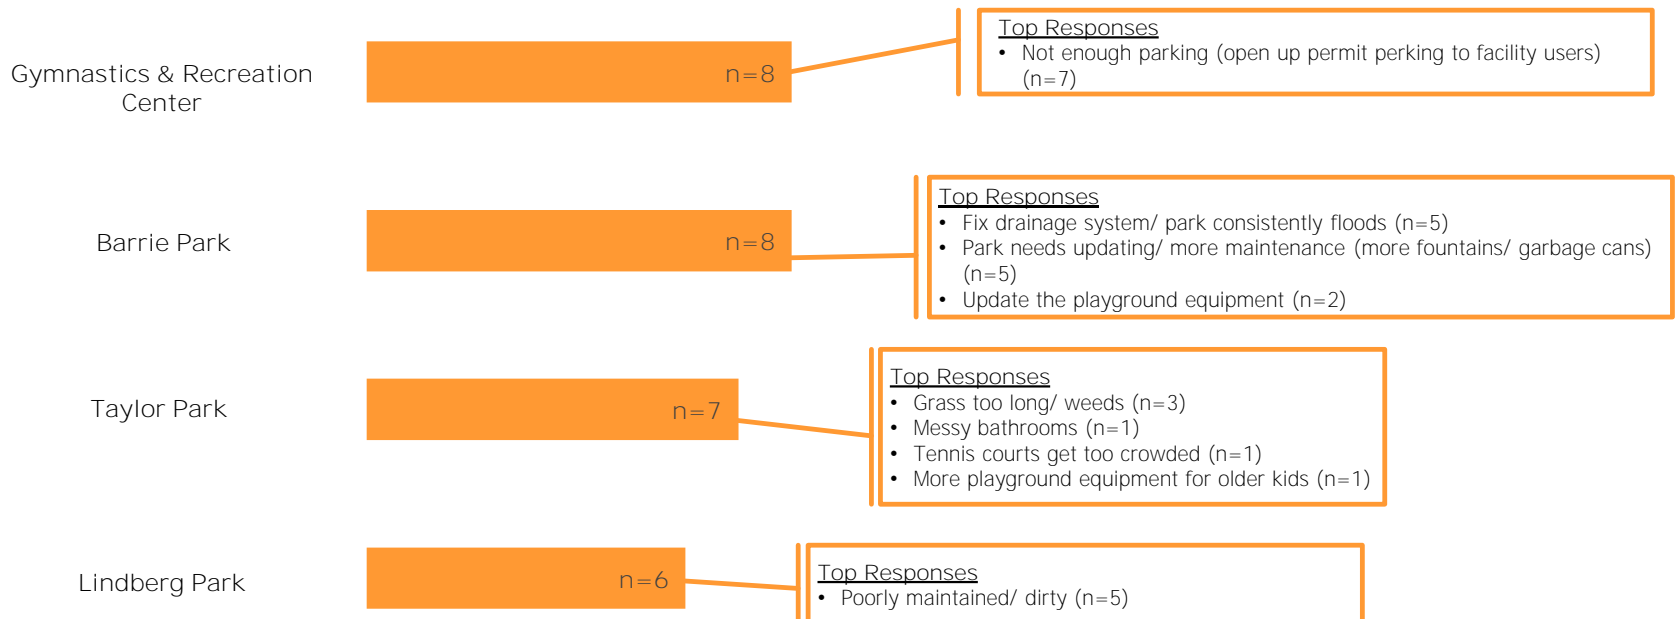 Gymnastics & Recreation
Center
n=8
Top Responses
• Not enough parking (open up permit perking to facility users)
(n=7)
Barrie Park
n=8
Top Responses
• Fix drainage system/ park consistently floods (n=5)
• Park needs updating/ more maintenance (more fountains/ garbage cans)
(n=5)
• Update the playground equipment (n=2)
Taylor Park
n=7
Top Responses
• Grass too long/ weeds (n=3)
• Messy bathrooms (n=1)
• Tennis courts get too crowded (n=1)
• More playground equipment for older kids (n=1)
Lindberg Park
n=6
Top Responses
• Poorly maintained/ dirty (n=5)